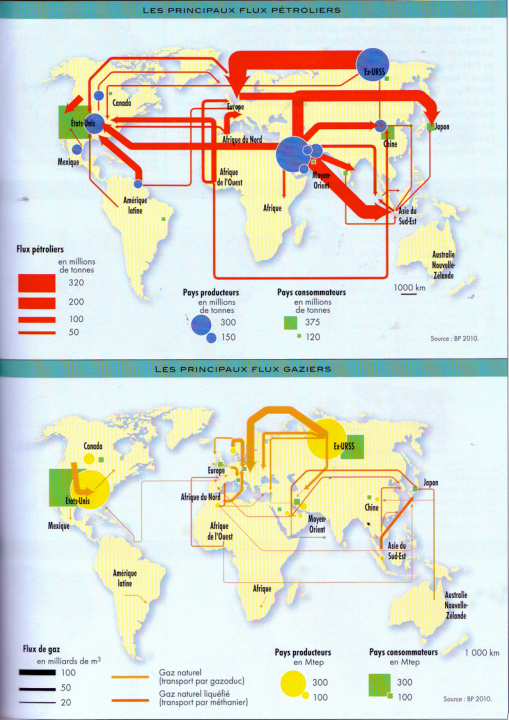 LES PRINCIPAUX FLUX PÉTROLIERS
Ex-URSS
Canada
Europe
États-Unis
Japon
Chine
Afrique du Nord
Mexique
Moyen-
Orient
Afrique
de l'Ouest
Amérique
latine
Afrique
Asie du
Sud-Est
Flux pétroliers
en millions
de tonnes
320
200
100
50
Pays producteurs
en millions
de tonnes
300
150
Pays consommateurs
en millions
de tonnes
375
120
Australie
Nouvelle-
Zélande
1000 km
Source : BP 2010.
LES PRINCIPAUX FLUX GAZIERS
Canada
Ex-URSS
Europe
Japon
États-Unis
Afrique du Nord
Chine
Mexique
Moyen-
Orient
Afrique
de l'Ouest
Asie du
Sud-Est
Amérique
latine
Afrique
Australie
Nouvelle-
Zélande
Flux de gaz
en milliards de m³
100
50
20
Gaz naturel
(transport par gazoduc)
Gaz naturel liquéfié
(transport par méthanier)
Pays producteurs
en Mtep
300
100
Pays consommateurs
en Mtep
300
100
1 000 km
Source : BP 2010.